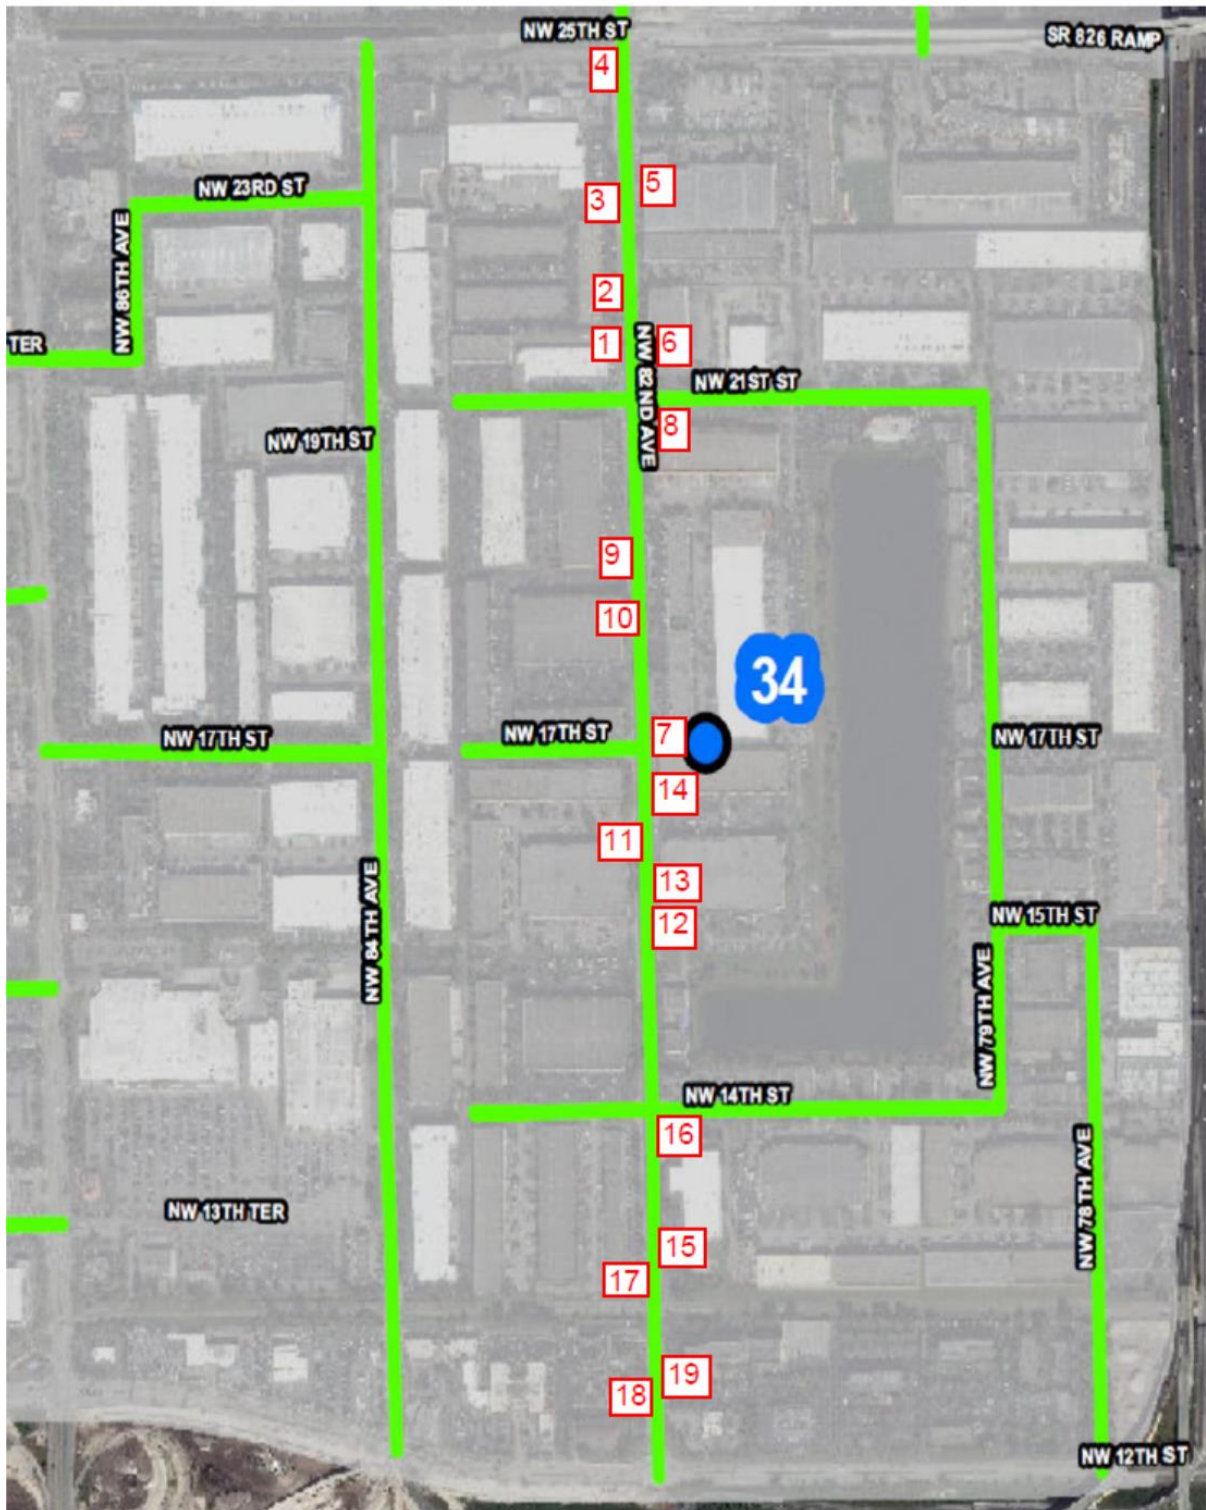 NW 25TH ST
SR 826 RAMP
4
NW 23RD ST
5
3
NW 86TH AVE
2
TER
1
NW 82ND AVE
6
NW 21ST ST
8
NW 19TH ST
9
10
34
NW 17TH ST
NW 17TH ST
7
NW 17TH ST
14
11
13
NW 84TH AVE
12
NW 15TH ST
NW 79TH AVE
NW 14TH ST
16
NW 78TH AVE
NW 13TH TER
15
17
19
18
NW 12TH ST